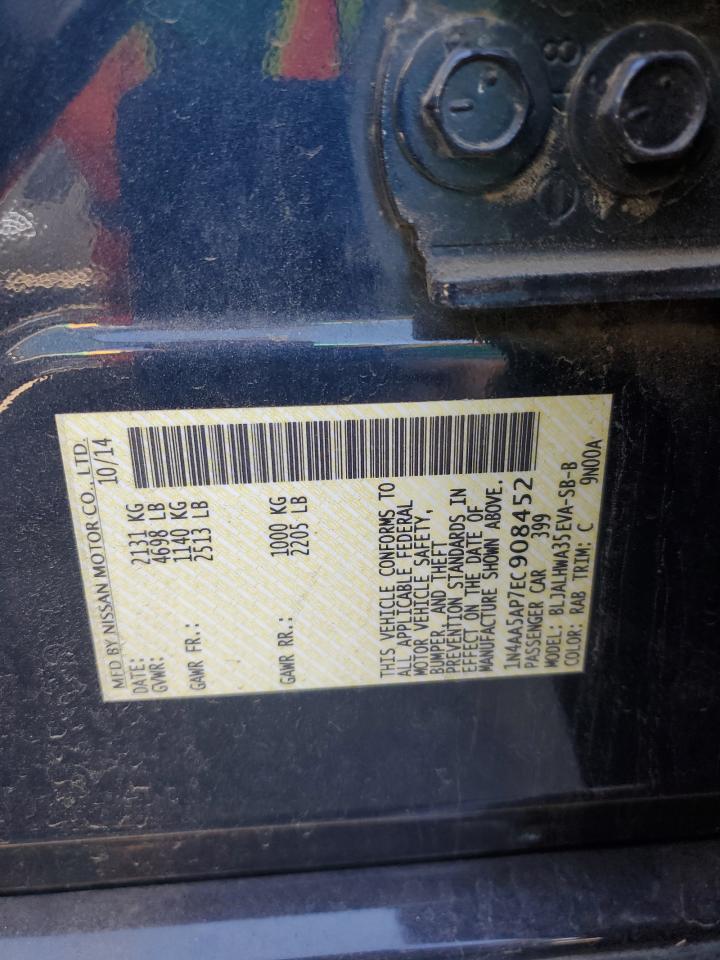 MFD BY NISSAN MOTOR CO., LTD.
DATE: 10/14
GVWR: 2131 KG
4698 LB
GAWR FR.: 1140 KG
2513 LB
GAWR RR.: 1000 KG
2205 LB
THIS VEHICLE CONFORMS TO
ALL APPLICABLE FEDERAL
MOTOR VEHICLE SAFETY,
BUMPER, AND THEFT
PREVENTION STANDARDS IN
EFFECT ON THE DATE OF
MANUFACTURE SHOWN ABOVE.
1N4AA5AP7EC908452
PASSENGER CAR 399
MODEL: BLJALHWA35EVA-SB-B
COLOR: RAB TRIM: C 9N00A